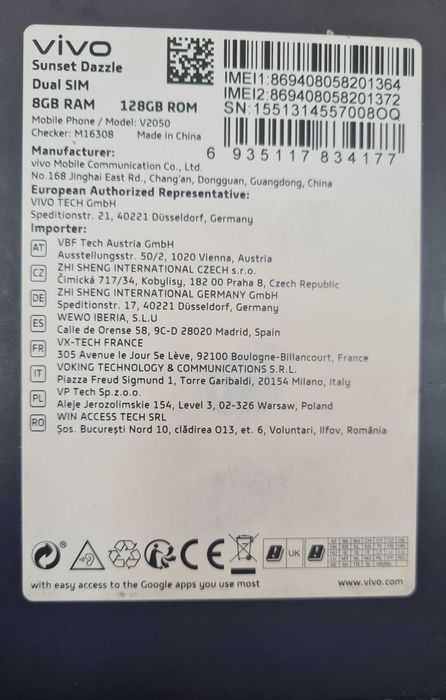 vivo
Sunset Dazzle
Dual SIM
8GB RAM 128GB ROM
Mobile Phone / Model: V2050
Checker: M16308 Made in China
IMEI1:869408058201364
IMEI2:869408058201372
SN:15513145570080Q
6 935117 834177
Manufacturer:
vivo Mobile Communication Co., Ltd.
No.168 Jinghai East Rd., Chang'an, Dongguan, Guangdong, China
European Authorized Representative:
VIVO TECH GmbH
Speditionstr. 21, 40221 Düsseldorf, Germany
Importer:
AT VBF Tech Austria GmbH
Ausstellungsstr. 50/2, 1020 Vienna, Austria
CZ ZHI SHENG INTERNATIONAL CZECH s.r.o.
Čimická 717/34, Kobylisy, 182 00 Praha 8, Czech Republic
DE ZHI SHENG INTERNATIONAL GERMANY GmbH
Speditionstr. 17, 40221 Düsseldorf, Germany
ES WEWO IBERIA, S.L.U
Calle de Orense 58, 9C-D 28020 Madrid, Spain
FR VX-TECH FRANCE
305 Avenue le Jour Se Lève, 92100 Boulogne-Billancourt, France
IT VOKING TECHNOLOGY & COMMUNICATIONS S.R.L.
Piazza Freud Sigmund 1, Torre Garibaldi, 20154 Milano, Italy
PL VP Tech Sp.z.o.o.
Aleje Jerozolimskie 154, Level 3, 02-326 Warsaw, Poland
RO WIN ACCESS TECH SRL
Șos. București Nord 10, clădirea O13, et. 6, Voluntari, Ilfov, România
CE
UK
with easy access to the Google apps you use most
www.vivo.com